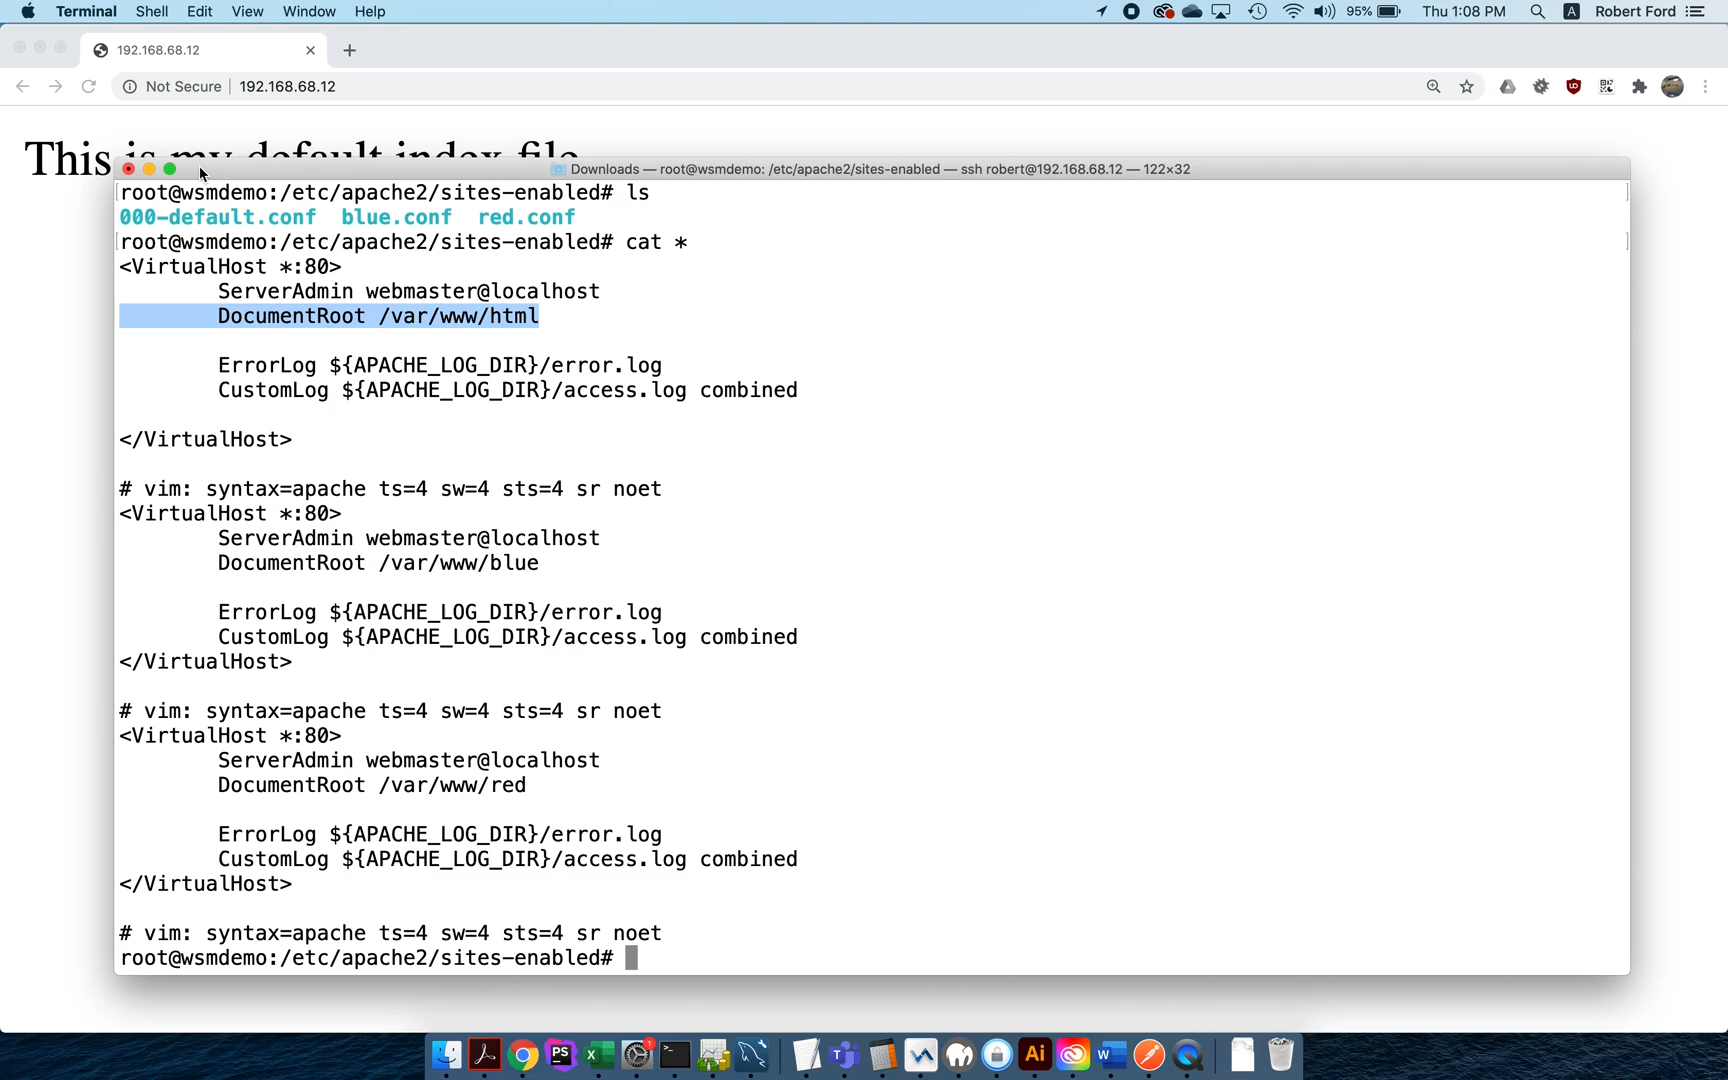 Terminal Shell Edit View Window Help 95% Thu 1:08 PM A Robert Ford
192.168.68.12
Not Secure 192.168.68.12
This is my default index file
Downloads — root@wsmdemo: /etc/apache2/sites-enabled — ssh robert@192.168.68.12 — 122×32
root@wsmdemo:/etc/apache2/sites-enabled# ls
000-default.conf blue.conf red.conf
root@wsmdemo:/etc/apache2/sites-enabled# cat *
<VirtualHost *:80>
ServerAdmin webmaster@localhost
DocumentRoot /var/www/html
ErrorLog ${APACHE_LOG_DIR}/error.log
CustomLog ${APACHE_LOG_DIR}/access.log combined
</VirtualHost>
# vim: syntax=apache ts=4 sw=4 sts=4 sr noet
<VirtualHost *:80>
ServerAdmin webmaster@localhost
DocumentRoot /var/www/blue
ErrorLog ${APACHE_LOG_DIR}/error.log
CustomLog ${APACHE_LOG_DIR}/access.log combined
</VirtualHost>
# vim: syntax=apache ts=4 sw=4 sts=4 sr noet
<VirtualHost *:80>
ServerAdmin webmaster@localhost
DocumentRoot /var/www/red
ErrorLog ${APACHE_LOG_DIR}/error.log
CustomLog ${APACHE_LOG_DIR}/access.log combined
</VirtualHost>
# vim: syntax=apache ts=4 sw=4 sts=4 sr noet
root@wsmdemo:/etc/apache2/sites-enabled#
PS
1
Ai
W